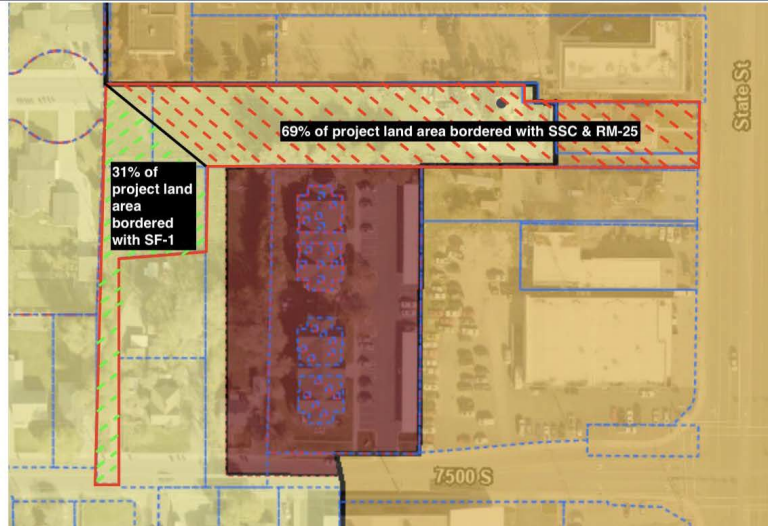 State St
69% of project land area bordered with SSC & RM-25
31% of
project land
area
bordered
with SF-1
7500 S